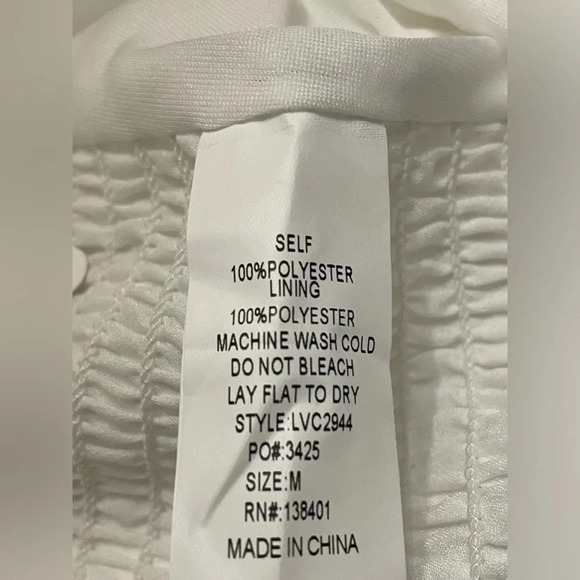 SELF
100%POLYESTER
LINING
100%POLYESTER
MACHINE WASH COLD
DO NOT BLEACH
LAY FLAT TO DRY
STYLE:LVC2944
PO#:3425
SIZE:M
RN#:138401
MADE IN CHINA